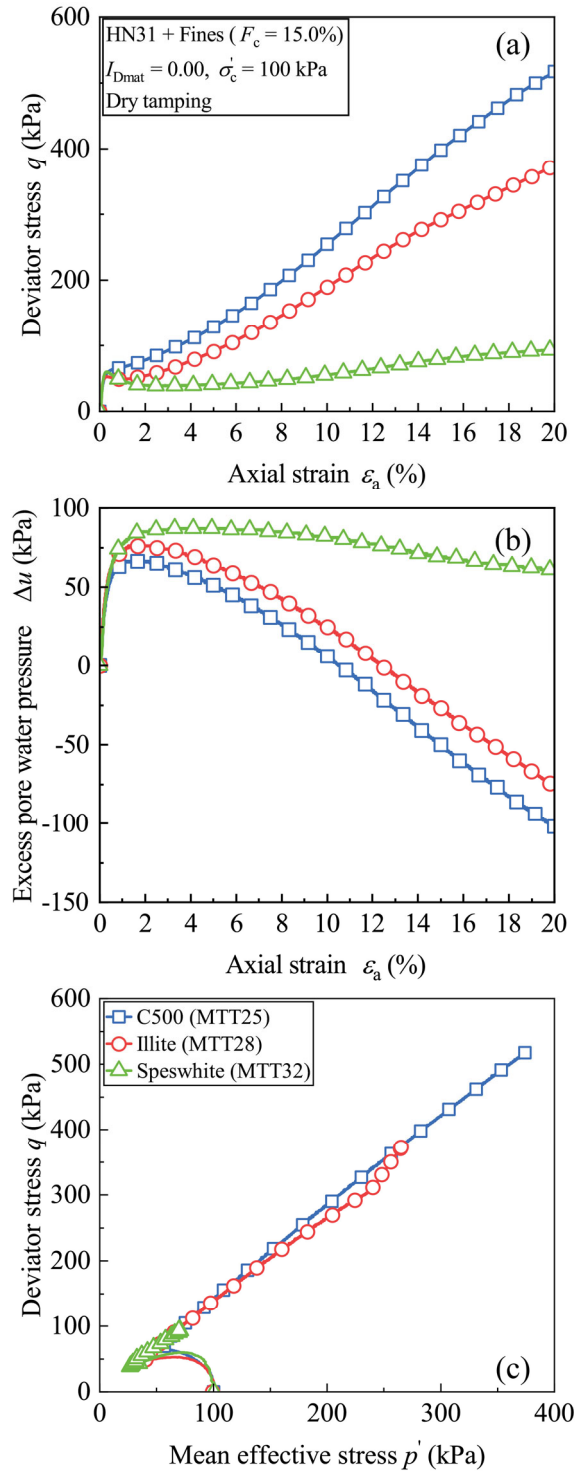 600
400
200
0
Deviator stress q (kPa)
HN31 + Fines (Fc = 15.0%)
IDmat = 0.00, σ'c = 100 kPa
Dry tamping
(a)
0 2 4 6 8 10 12 14 16 18 20
Axial strain εa (%)
100
50
0
-50
-100
-150
Excess pore water pressure Δu (kPa)
(b)
0 2 4 6 8 10 12 14 16 18 20
Axial strain εa (%)
600
500
400
300
200
100
0
Deviator stress q (kPa)
C500 (MTT25)
Illite (MTT28)
Speswhite (MTT32)
(c)
0 100 200 300 400
Mean effective stress p' (kPa)